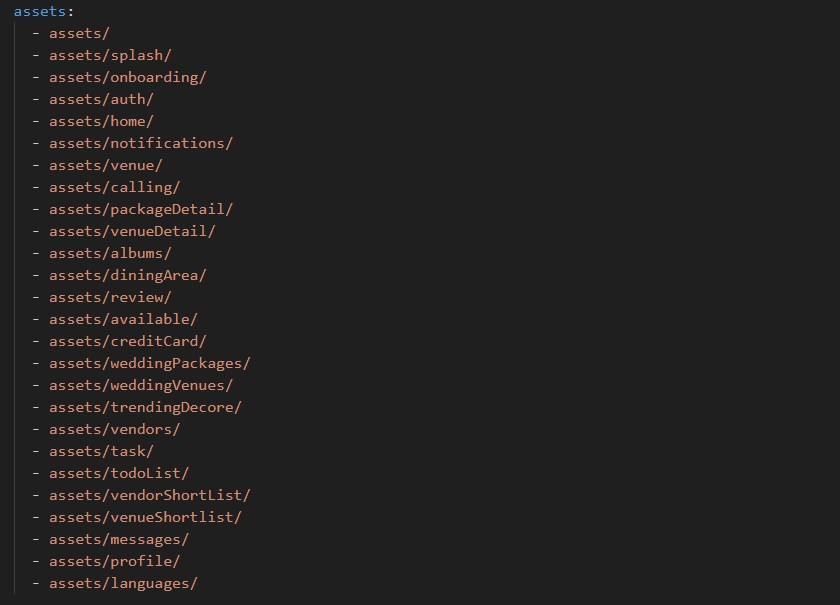 assets:
- assets/
- assets/splash/
- assets/onboarding/
- assets/auth/
- assets/home/
- assets/notifications/
- assets/venue/
- assets/calling/
- assets/packageDetail/
- assets/venueDetail/
- assets/albums/
- assets/diningArea/
- assets/review/
- assets/available/
- assets/creditCard/
- assets/weddingPackages/
- assets/weddingVenues/
- assets/trendingDecore/
- assets/vendors/
- assets/task/
- assets/todoList/
- assets/vendorShortList/
- assets/venueShortlist/
- assets/messages/
- assets/profile/
- assets/languages/